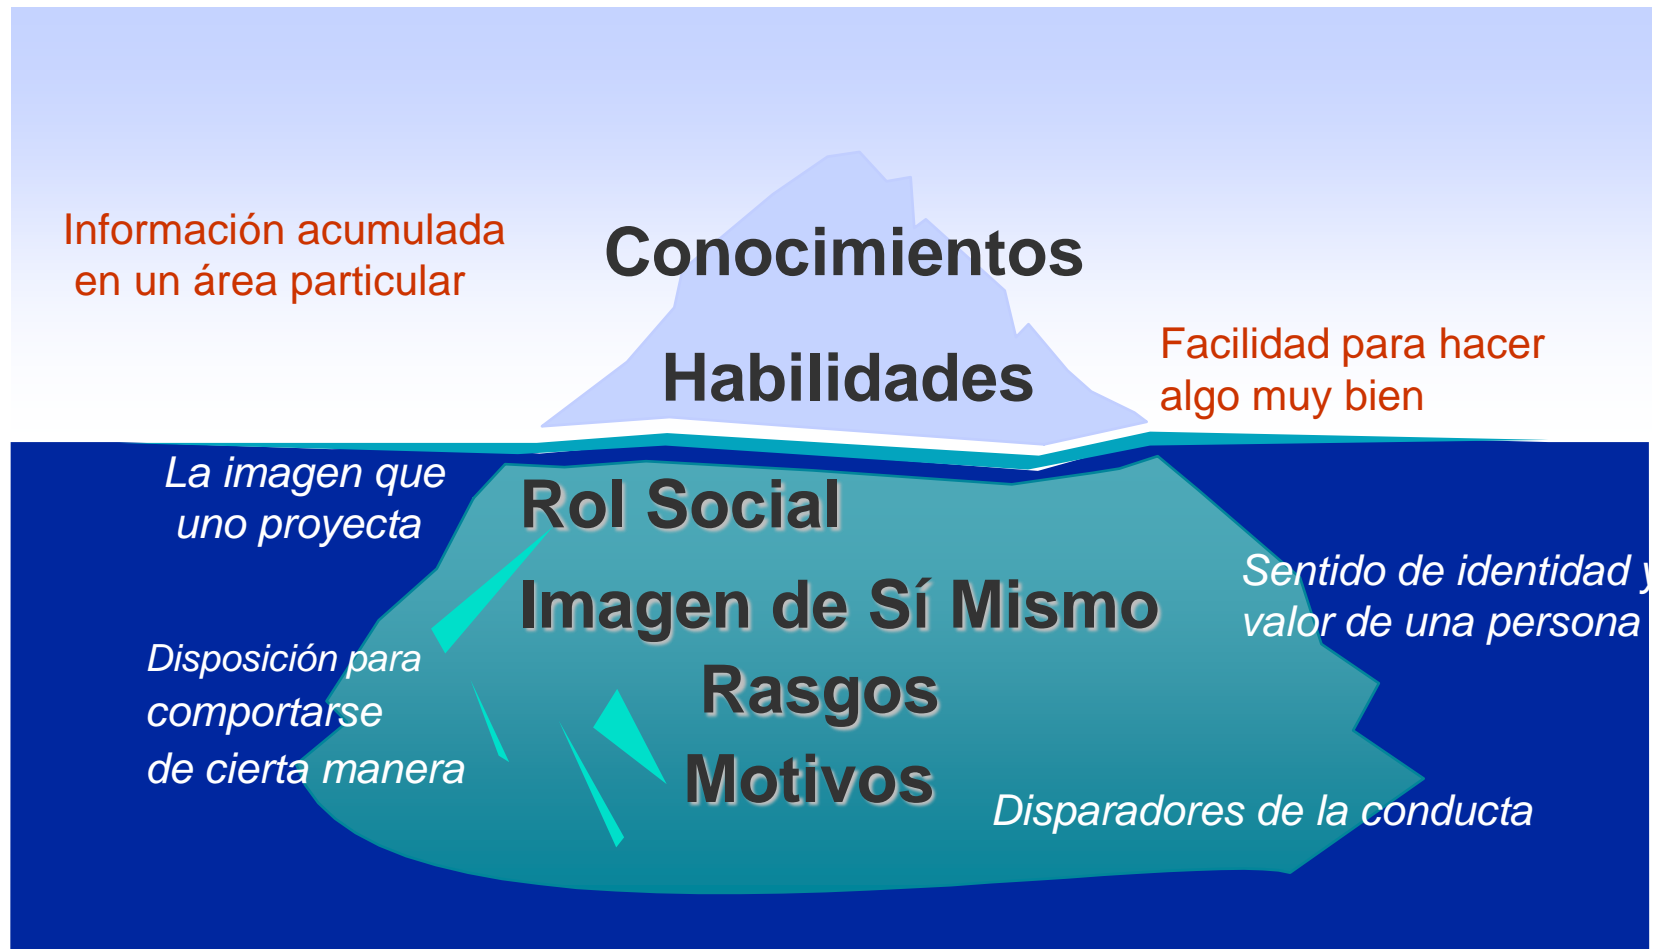 Información acumulada
en un área particular
Conocimientos
Habilidades
Facilidad para hacer
algo muy bien
La imagen que
uno proyecta
Rol Social
Imagen de Sí Mismo
Sentido de identidad y
valor de una persona
Disposición para
comportarse
de cierta manera
Rasgos
Motivos
Disparadores de la conducta